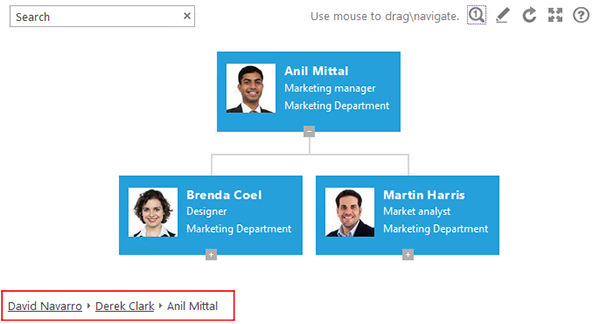 Search ×
Use mouse to drag\navigate. 1 ?
Anil Mittal
Marketing manager
Marketing Department
Brenda Coel
Designer
Marketing Department
Martin Harris
Market analyst
Marketing Department
David Navarro ▸ Derek Clark ▸ Anil Mittal